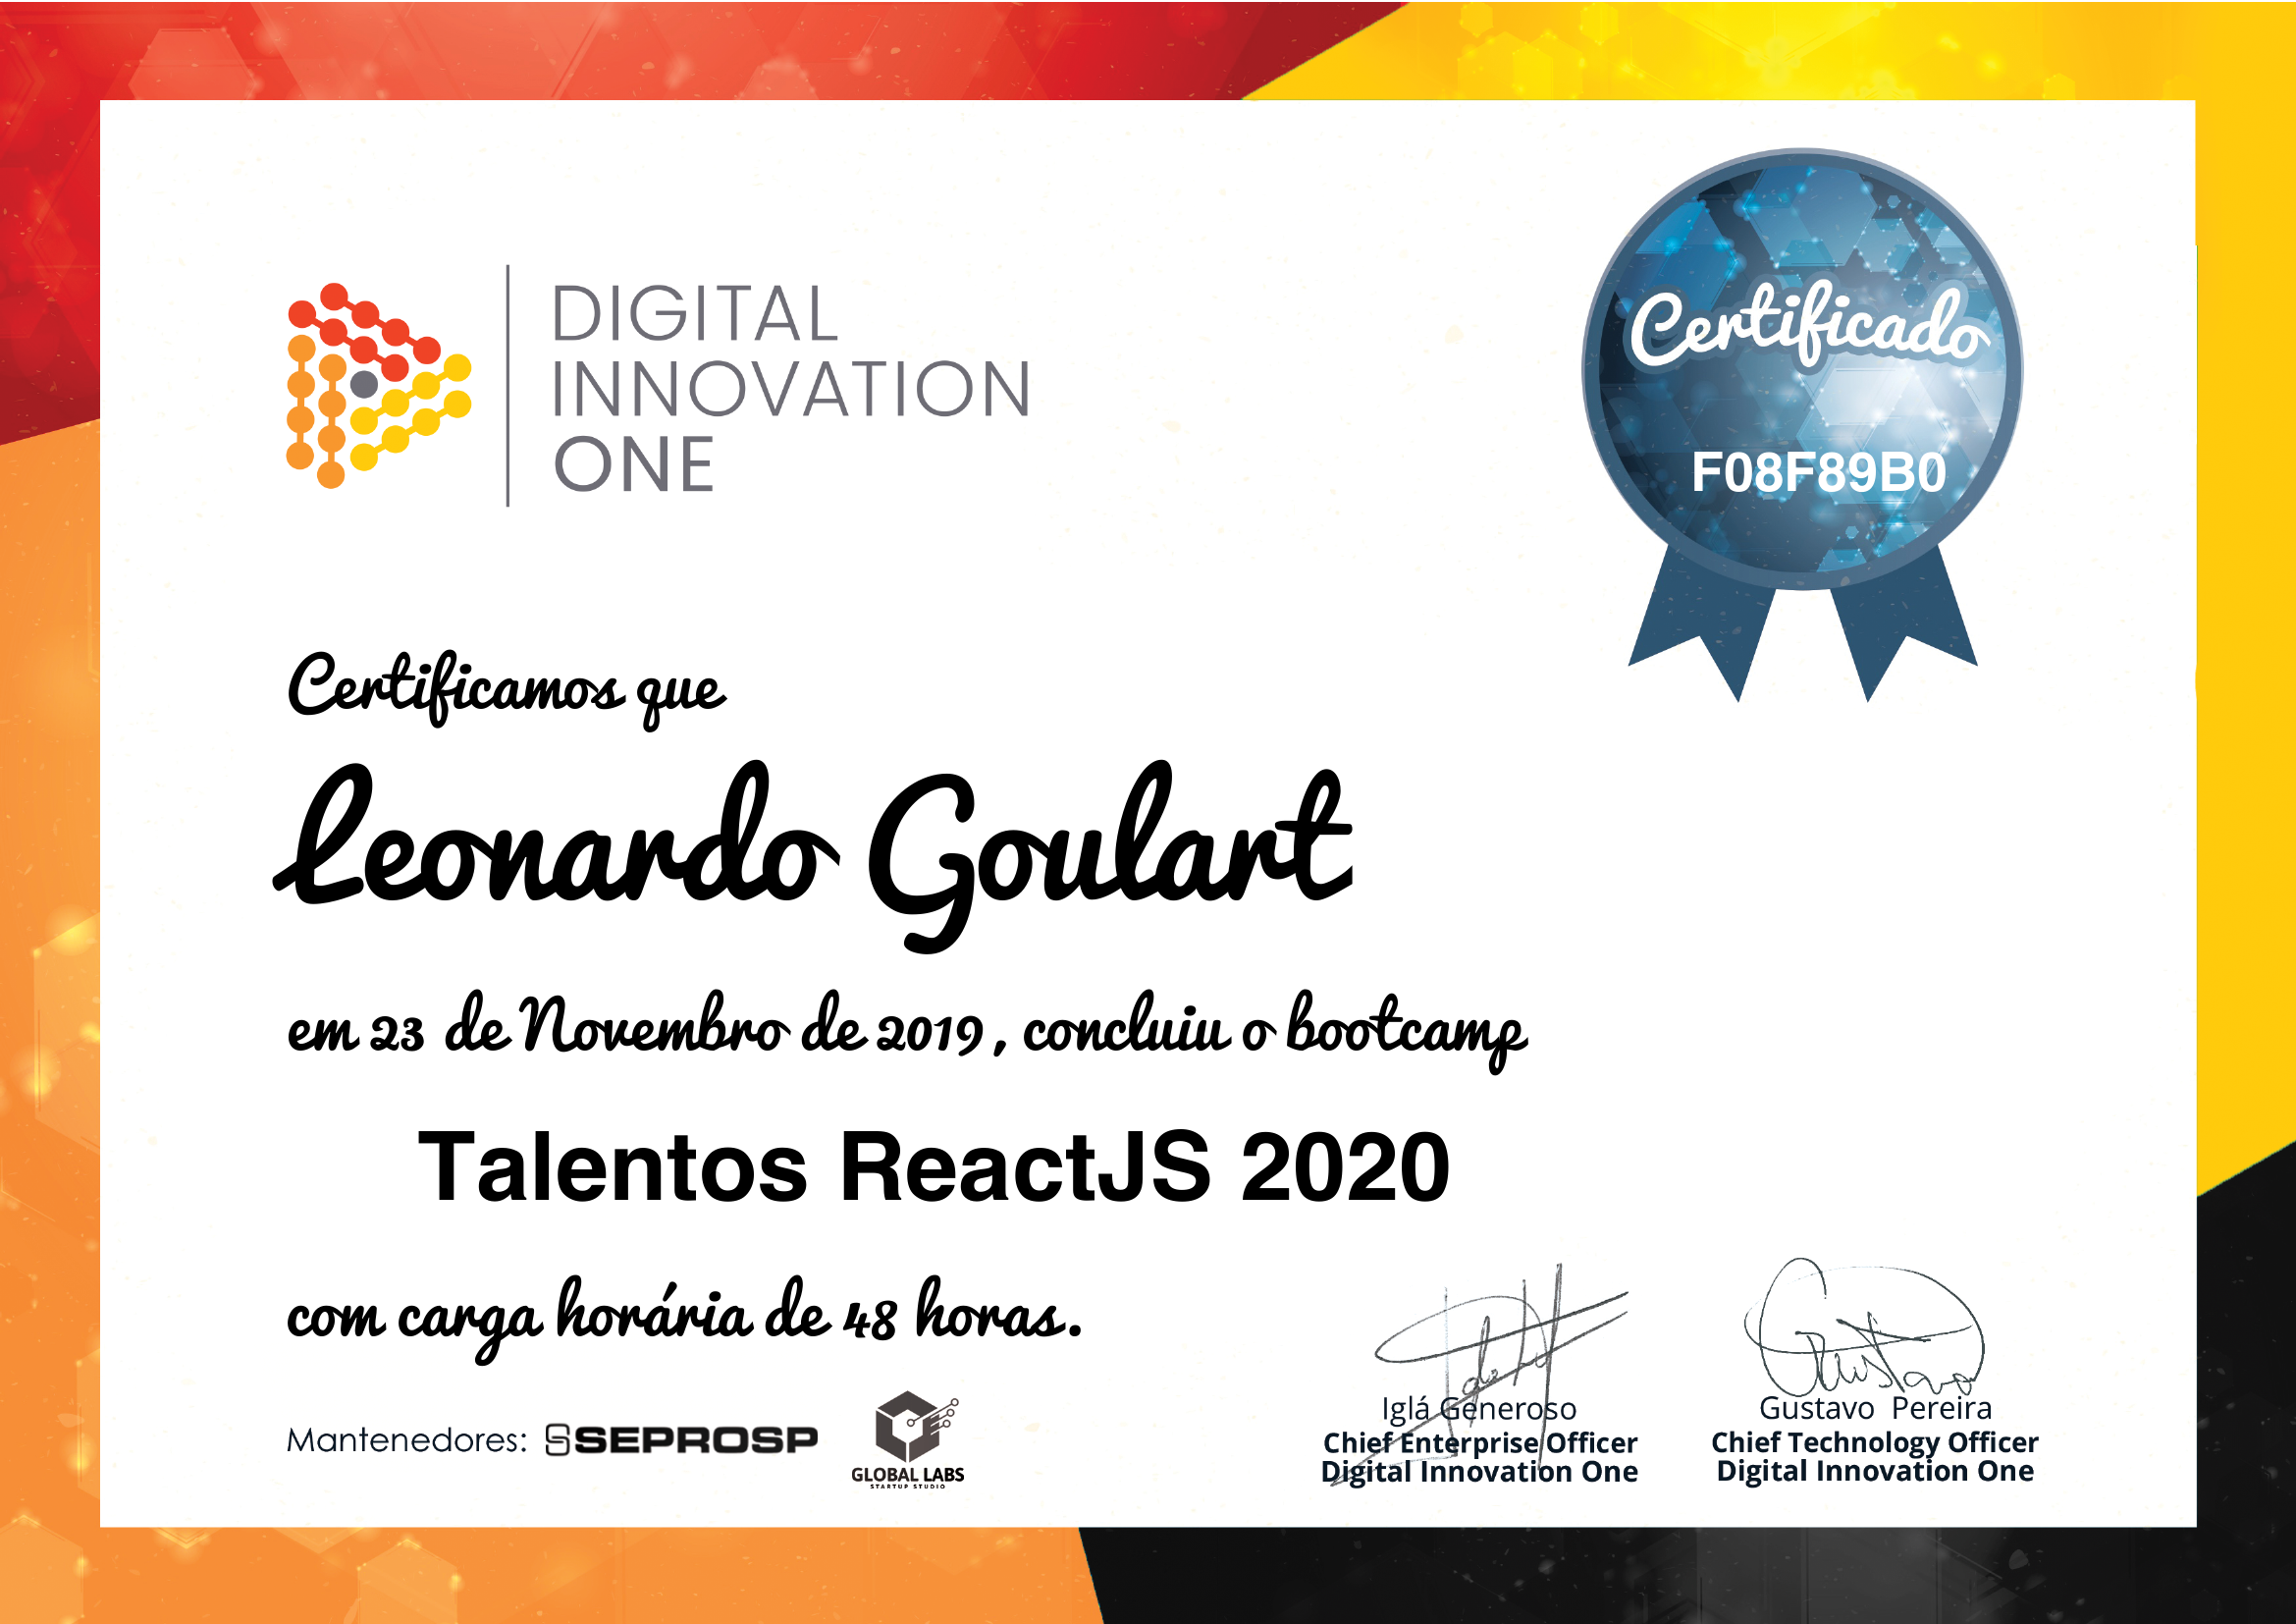 DIGITAL
INNOVATION
ONE
Certificado
F08F89B0
Certificamos que
Leonardo Goulart
em 23 de Novembro de 2019, concluiu o bootcamp
Talentos ReactJS 2020
com carga horária de 48 horas.
Mantenedores: SEPROSP
GLOBAL LABS
STARTUP STUDIO
Iglá Generoso
Chief Enterprise Officer
Digital Innovation One
Gustavo Pereira
Chief Technology Officer
Digital Innovation One